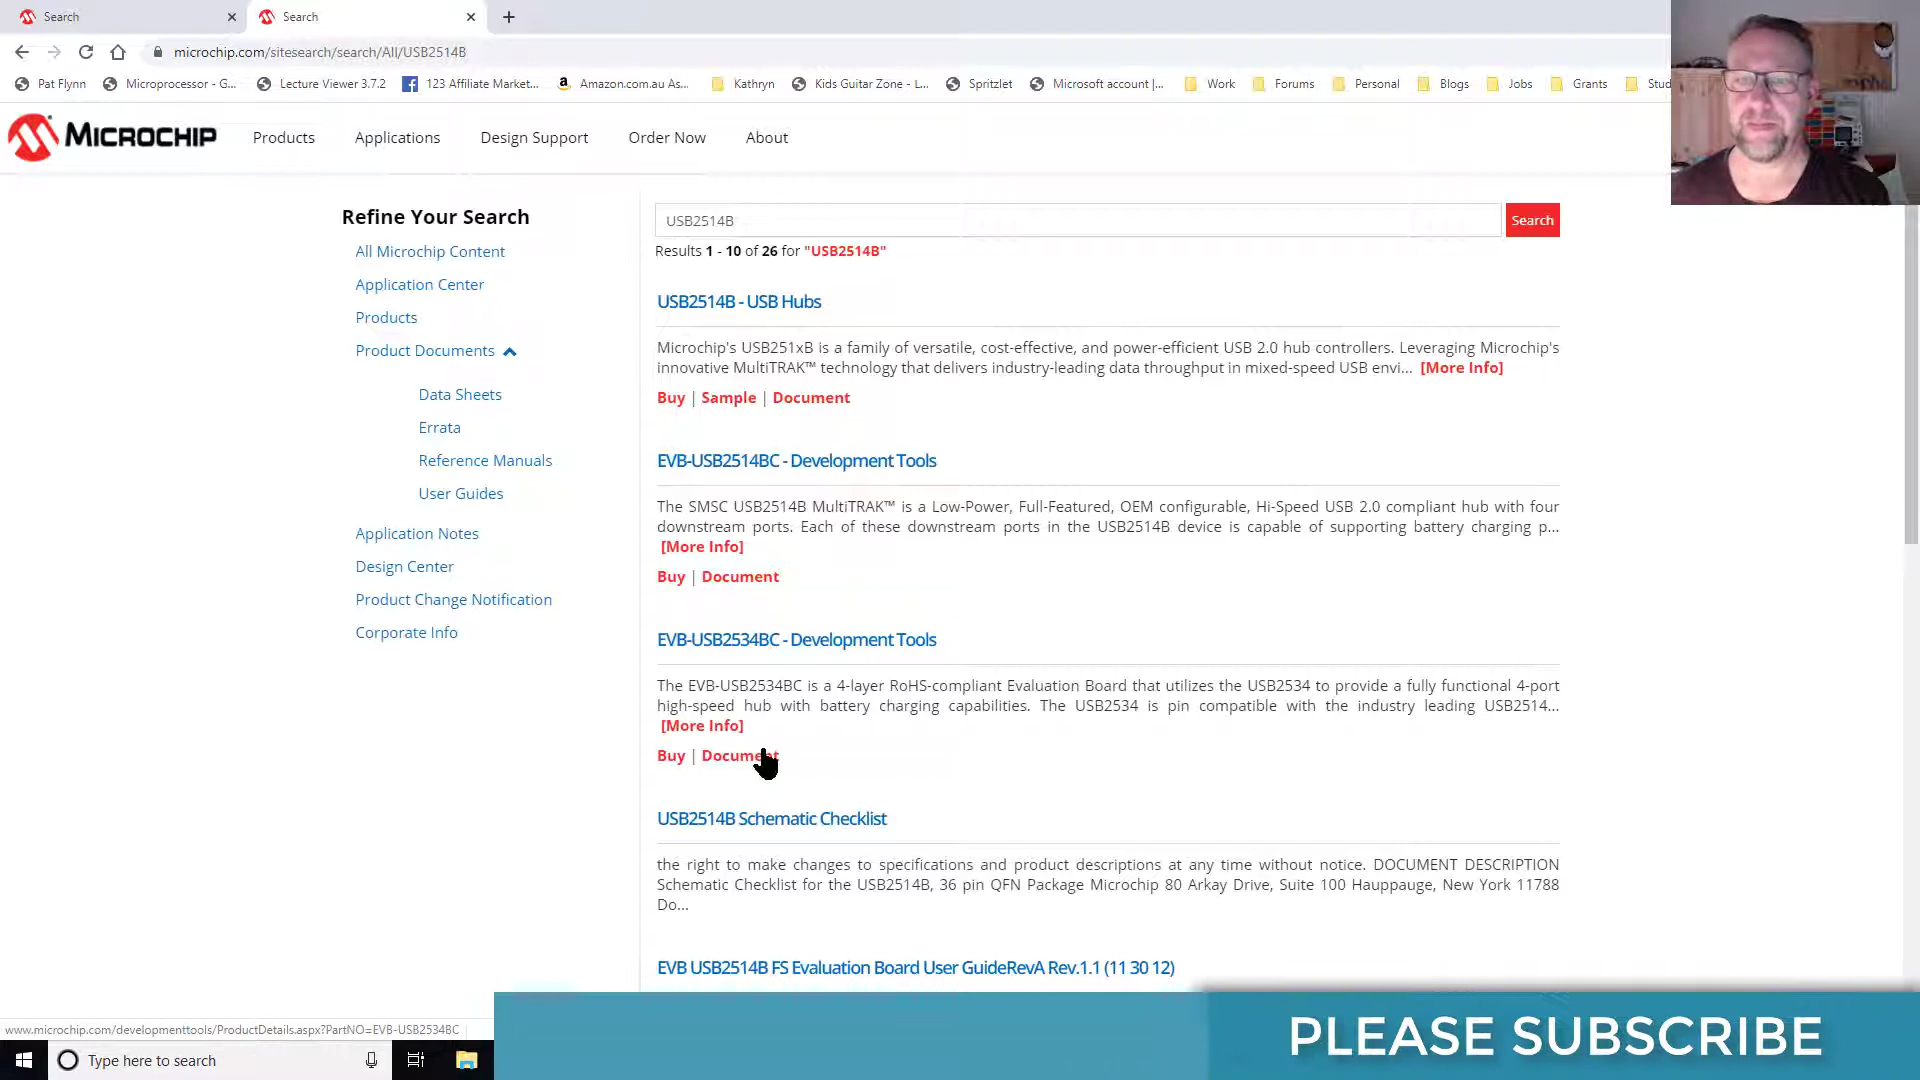 Search
Search
microchip.com/sitesearch/search/All/USB2514B
Pat Flynn
Microprocessor - G...
Lecture Viewer 3.7.2
123 Affiliate Market...
Amazon.com.au As...
Kathryn
Kids Guitar Zone - L...
Spritzlet
Microsoft account |...
Work
Forums
Personal
Blogs
Jobs
Grants
Stud
MICROCHIP
Products
Applications
Design Support
Order Now
About
Refine Your Search
All Microchip Content
Application Center
Products
Product Documents
Data Sheets
Errata
Reference Manuals
User Guides
Application Notes
Design Center
Product Change Notification
Corporate Info
USB2514B
Search
Results 1 - 10 of 26 for "USB2514B"
USB2514B - USB Hubs
Microchip's USB251xB is a family of versatile, cost-effective, and power-efficient USB 2.0 hub controllers. Leveraging Microchip's
innovative MultiTRAK™ technology that delivers industry-leading data throughput in mixed-speed USB envi... [More Info]
Buy | Sample | Document
EVB-USB2514BC - Development Tools
The SMSC USB2514B MultiTRAK™ is a Low-Power, Full-Featured, OEM configurable, Hi-Speed USB 2.0 compliant hub with four
downstream ports. Each of these downstream ports in the USB2514B device is capable of supporting battery charging p...
[More Info]
Buy | Document
EVB-USB2534BC - Development Tools
The EVB-USB2534BC is a 4-layer RoHS-compliant Evaluation Board that utilizes the USB2534 to provide a fully functional 4-port
high-speed hub with battery charging capabilities. The USB2534 is pin compatible with the industry leading USB2514...
[More Info]
Buy | Document
USB2514B Schematic Checklist
the right to make changes to specifications and product descriptions at any time without notice. DOCUMENT DESCRIPTION
Schematic Checklist for the USB2514B, 36 pin QFN Package Microchip 80 Arkay Drive, Suite 100 Hauppauge, New York 11788
Do...
EVB USB2514B FS Evaluation Board User GuideRevA Rev.1.1 (11 30 12)
www.microchip.com/developmenttools/ProductDetails.aspx?PartNO=EVB-USB2534BC
Type here to search
PLEASE SUBSCRIBE